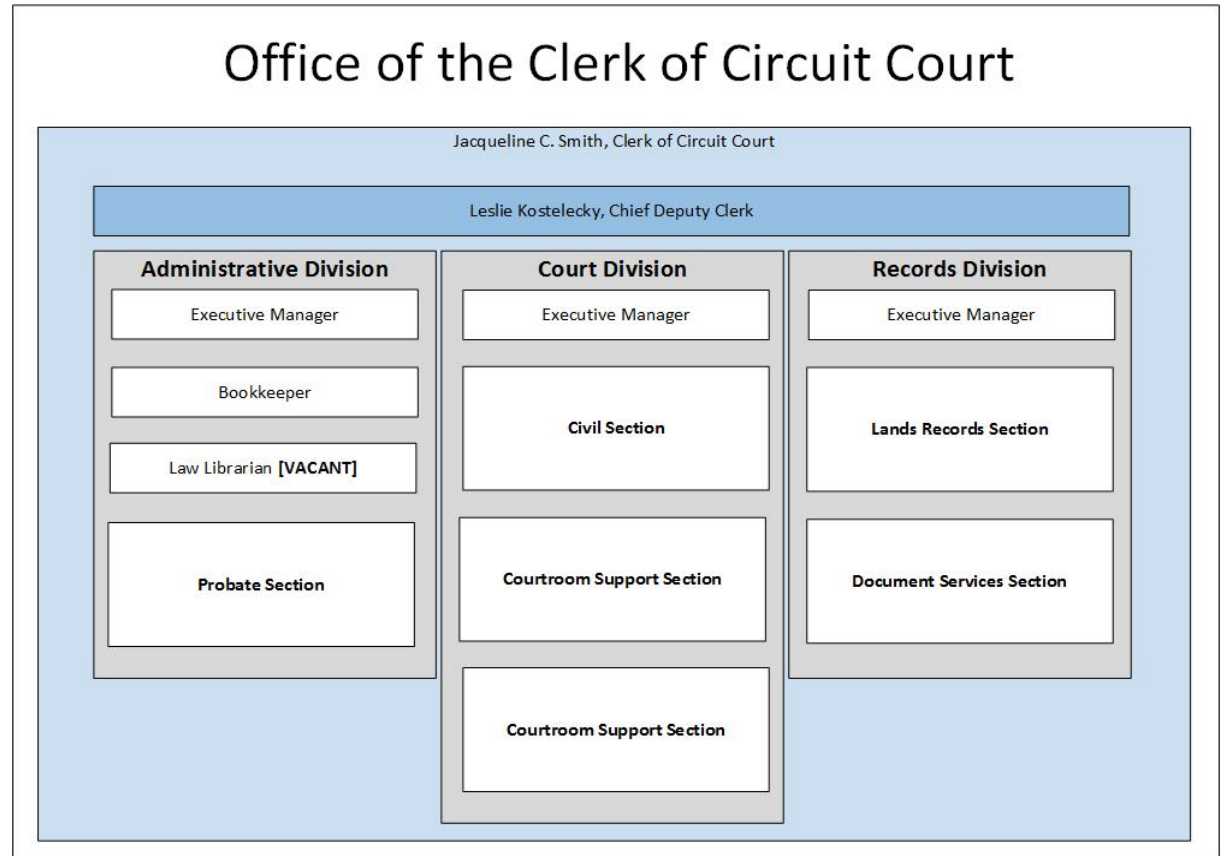 Office of the Clerk of Circuit Court
Jacqueline C. Smith, Clerk of Circuit Court
Leslie Kostelecky, Chief Deputy Clerk
Administrative Division
Executive Manager
Bookkeeper
Law Librarian [VACANT]
Probate Section
Court Division
Executive Manager
Civil Section
Courtroom Support Section
Courtroom Support Section
Records Division
Executive Manager
Lands Records Section
Document Services Section